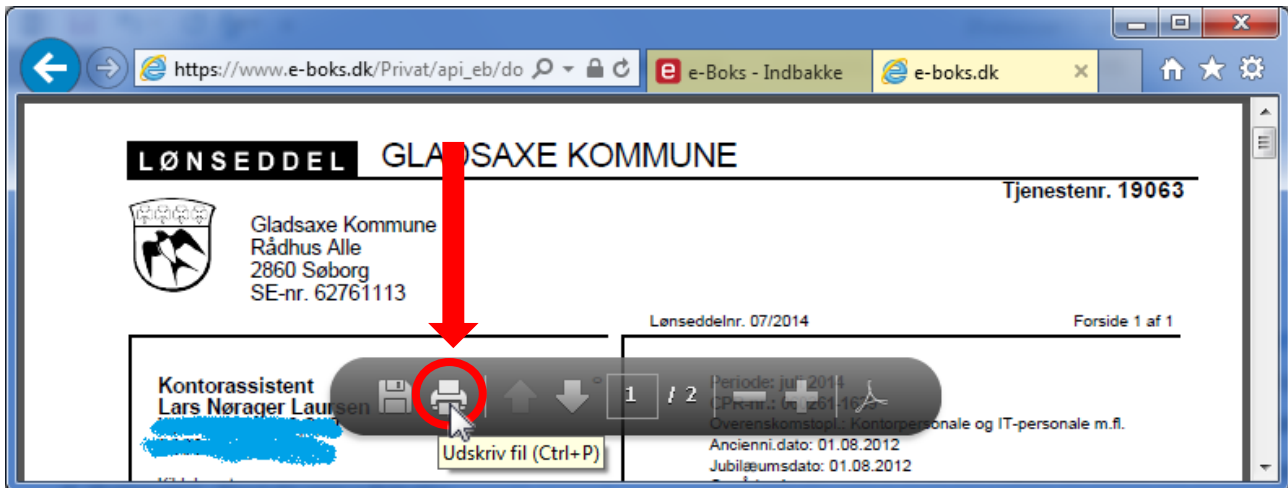 https://www.e-boks.dk/Privat/api_eb/do
e-Boks - Indbakke
e-boks.dk
LØNSEDDEL
GLADSAXE KOMMUNE
Tjenestenr. 19063
Gladsaxe Kommune
Rådhus Alle
2860 Søborg
SE-nr. 62761113
Lønseddelnr. 07/2014
Forside 1 af 1
Kontorassistent
Lars Nørager Laursen
1 / 2
Periode: juli 2014
CPR-nr.:
Overenskomstopl.: Kontorpersonale og IT-personale m.fl.
Ancienni.dato: 01.08.2012
Jubilæumsdato: 01.08.2012
Udskriv fil (Ctrl+P)